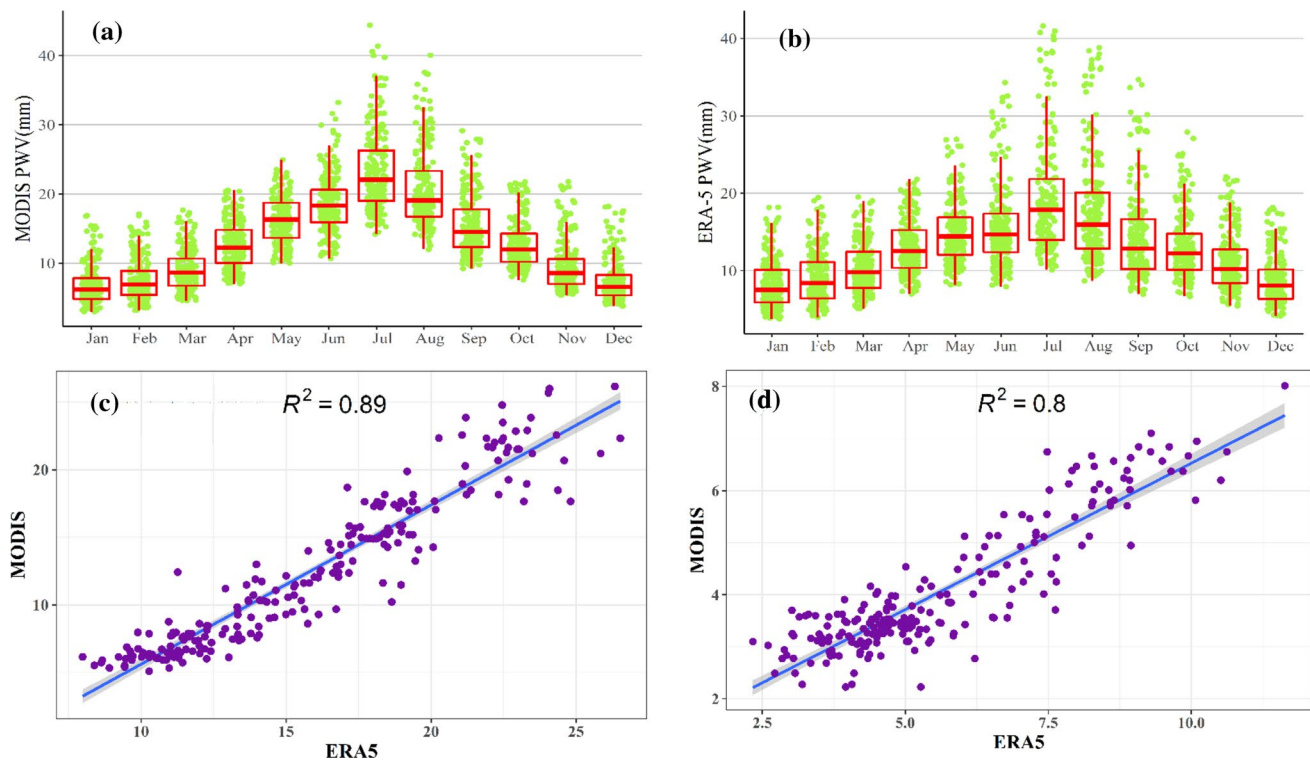 (a)
MODIS PWV(mm)
40
30
20
10
Jan Feb Mar Apr May Jun Jul Aug Sep Oct Nov Dec
(b)
ERA-5 PWV(mm)
40
30
20
10
Jan Feb Mar Apr May Jun Jul Aug Sep Oct Nov Dec
(c)
R² = 0.89
MODIS
20
10
10 15 20 25
ERA5
(d)
R² = 0.8
MODIS
8
6
4
2
2.5 5.0 7.5 10.0
ERA5